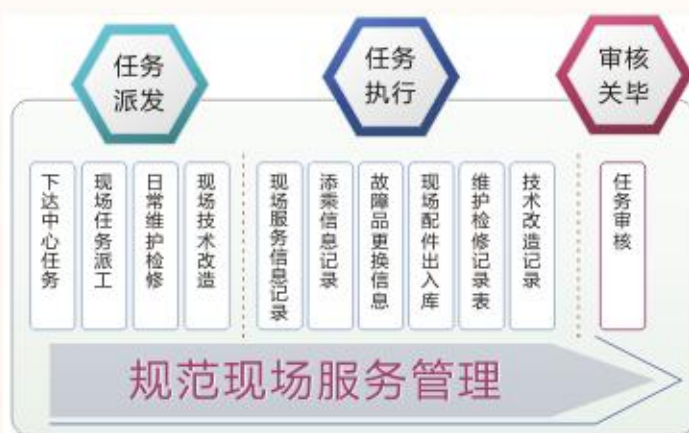 任务
派发
任务
执行
审核
关毕
下达中心任务
现场任务派工
日常维护检修
现场技术改造
现场服务信息记录
添乘信息记录
故障品更换信息
现场配件出入库
维护检修记录表
技术改造记录
任务审核
规范现场服务管理